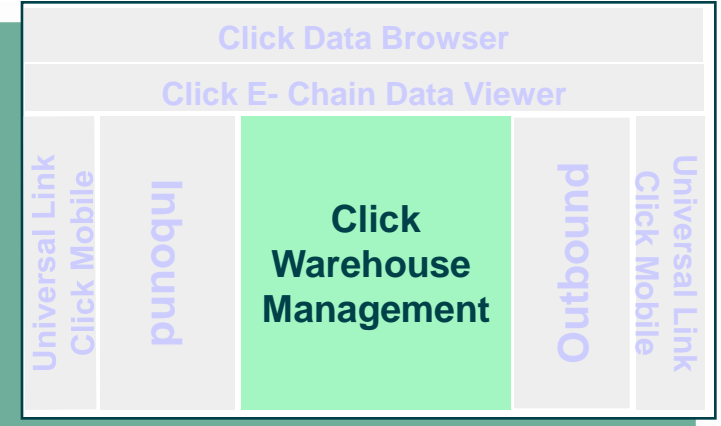 Click Data Browser
Click E- Chain Data Viewer
Universal Link
Click Mobile
Inbound
Click
Warehouse
Management
Outbound
Universal Link
Click Mobile